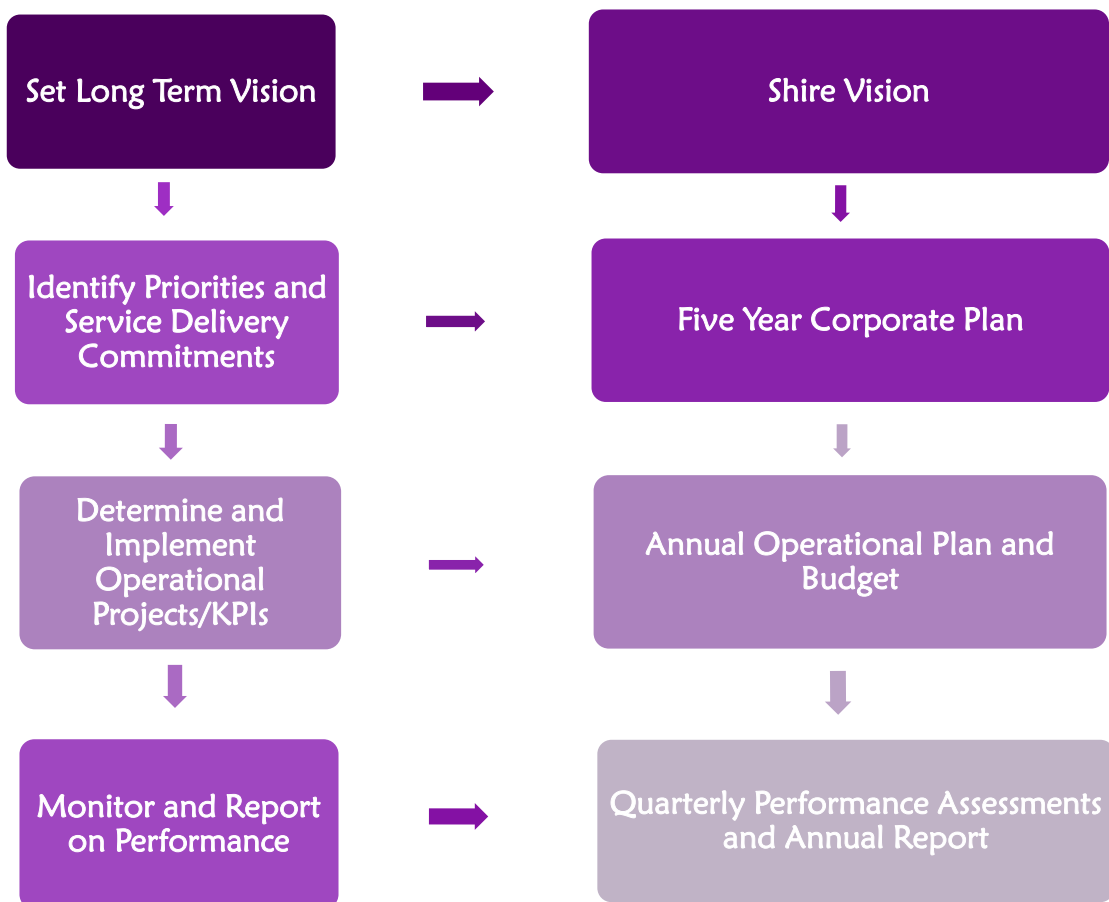 Set Long Term Vision
Shire Vision
Identify Priorities and
Service Delivery
Commitments
Five Year Corporate Plan
Determine and
Implement
Operational
Projects/KPIs
Annual Operational Plan and
Budget
Monitor and Report
on Performance
Quarterly Performance Assessments
and Annual Report